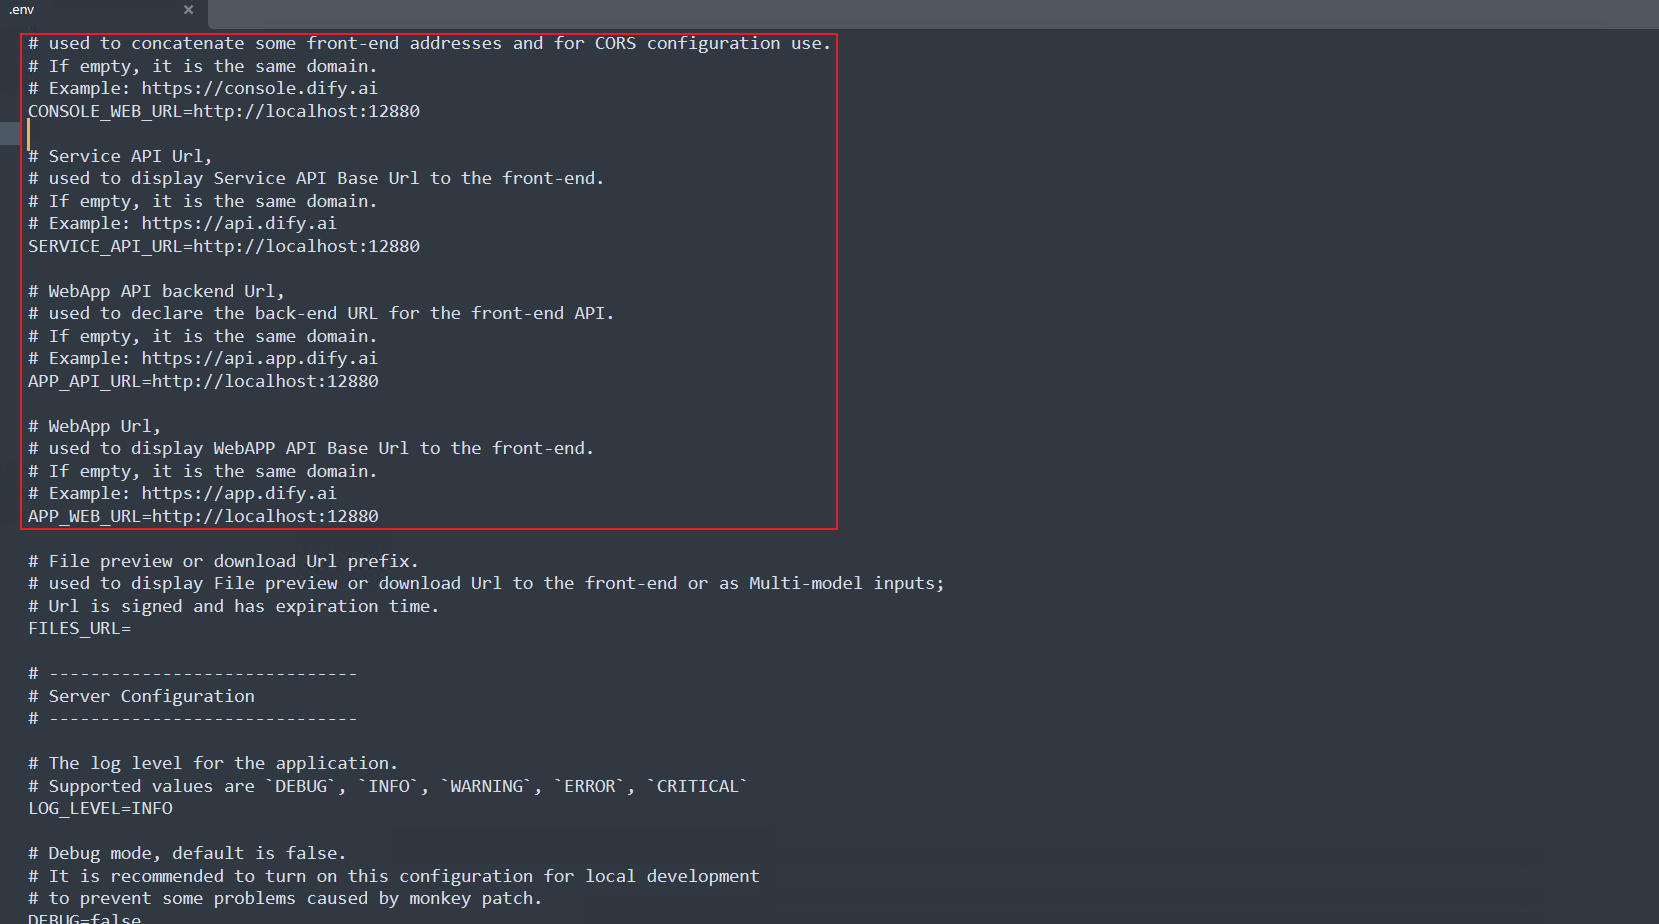 .env ×
# used to concatenate some front-end addresses and for CORS configuration use.
# If empty, it is the same domain.
# Example: https://console.dify.ai
CONSOLE_WEB_URL=http://localhost:12880
# Service API Url,
# used to display Service API Base Url to the front-end.
# If empty, it is the same domain.
# Example: https://api.dify.ai
SERVICE_API_URL=http://localhost:12880
# WebApp API backend Url,
# used to declare the back-end URL for the front-end API.
# If empty, it is the same domain.
# Example: https://api.app.dify.ai
APP_API_URL=http://localhost:12880
# WebApp Url,
# used to display WebAPP API Base Url to the front-end.
# If empty, it is the same domain.
# Example: https://app.dify.ai
APP_WEB_URL=http://localhost:12880
# File preview or download Url prefix.
# used to display File preview or download Url to the front-end or as Multi-model inputs;
# Url is signed and has expiration time.
FILES_URL=
# ------------------------------
# Server Configuration
# ------------------------------
# The log level for the application.
# Supported values are `DEBUG`, `INFO`, `WARNING`, `ERROR`, `CRITICAL`
LOG_LEVEL=INFO
# Debug mode, default is false.
# It is recommended to turn on this configuration for local development
# to prevent some problems caused by monkey patch.
DEBUG=false